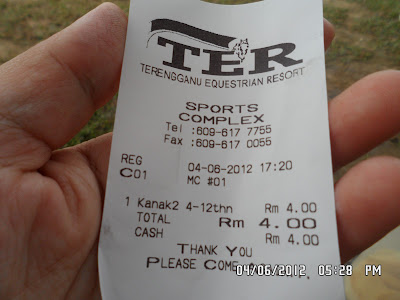 TER
TERENGGANU EQUESTRIAN RESORT
SPORTS
COMPLEX
Tel :609-617 7755
Fax :609-617 0055
REG 04-06-2012 17:20
C01 MC #01
1 Kanak2 4-12thn Rm 4.00
TOTAL Rm 4.00
CASH Rm 4.00
THANK YOU
PLEASE COME
04/06/2012 05:28 PM